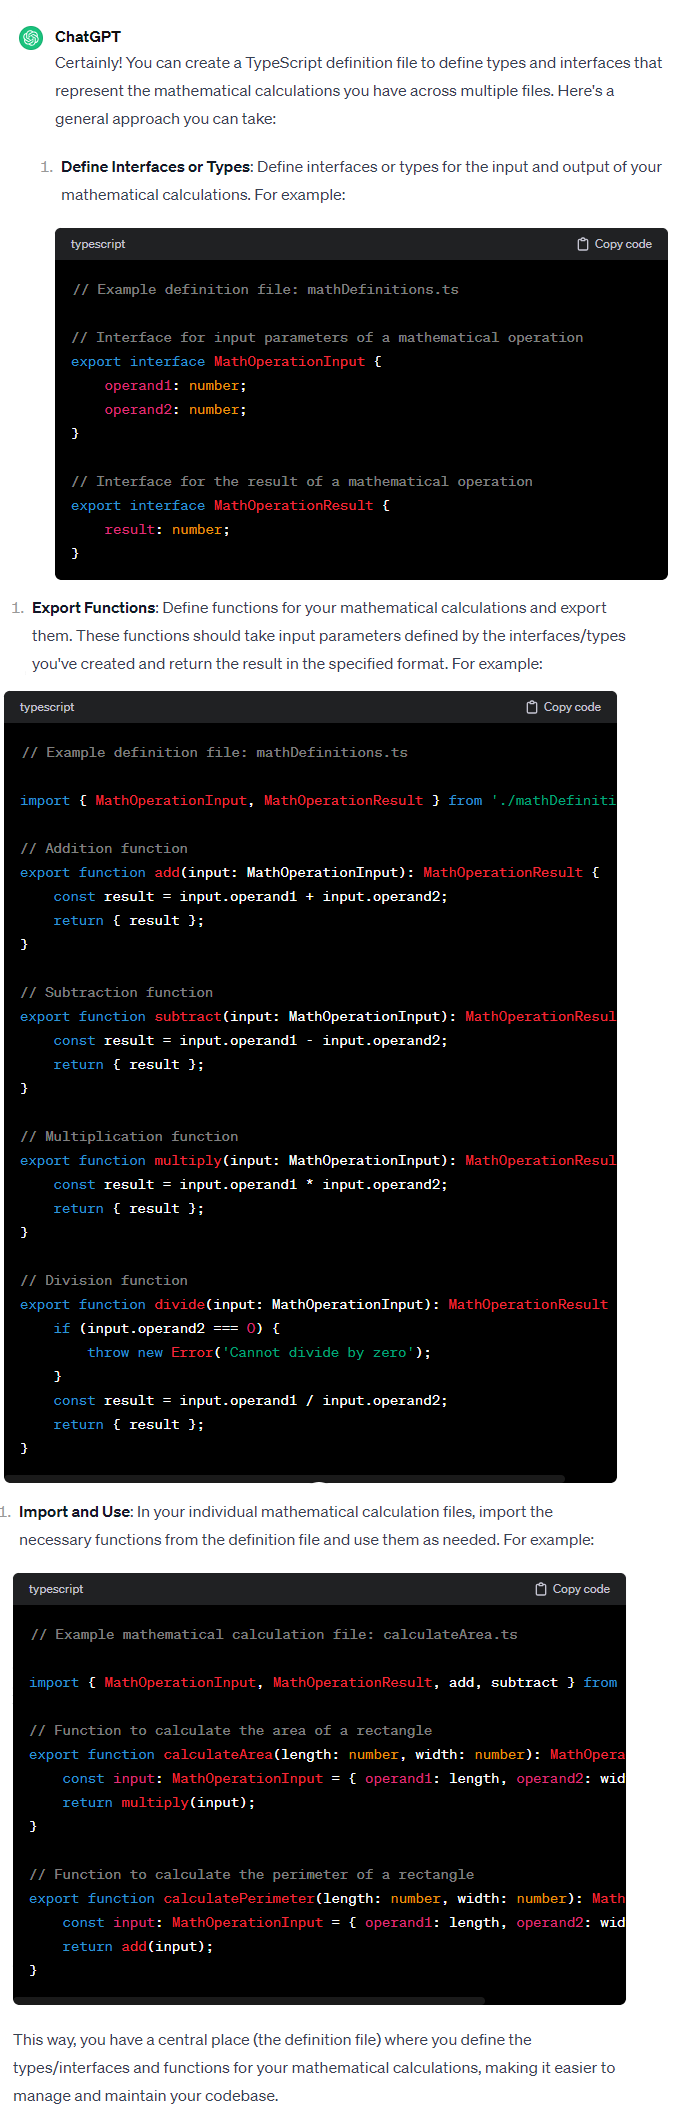 ChatGPT
Certainly! You can create a TypeScript definition file to define types and interfaces that
represent the mathematical calculations you have across multiple files. Here's a
general approach you can take:
1. Define Interfaces or Types: Define interfaces or types for the input and output of your
mathematical calculations. For example:
typescript Copy code
// Example definition file: mathDefinitions.ts
// Interface for input parameters of a mathematical operation
export interface MathOperationInput {
operand1: number;
operand2: number;
}
// Interface for the result of a mathematical operation
export interface MathOperationResult {
result: number;
}
1. Export Functions: Define functions for your mathematical calculations and export
them. These functions should take input parameters defined by the interfaces/types
you've created and return the result in the specified format. For example:
typescript Copy code
// Example definition file: mathDefinitions.ts
import { MathOperationInput, MathOperationResult } from './mathDefiniti
// Addition function
export function add(input: MathOperationInput): MathOperationResult {
const result = input.operand1 + input.operand2;
return { result };
}
// Subtraction function
export function subtract(input: MathOperationInput): MathOperationResul
const result = input.operand1 - input.operand2;
return { result };
}
// Multiplication function
export function multiply(input: MathOperationInput): MathOperationResul
const result = input.operand1 * input.operand2;
return { result };
}
// Division function
export function divide(input: MathOperationInput): MathOperationResult
if (input.operand2 === 0) {
throw new Error('Cannot divide by zero');
}
const result = input.operand1 / input.operand2;
return { result };
}
1. Import and Use: In your individual mathematical calculation files, import the
necessary functions from the definition file and use them as needed. For example:
typescript Copy code
// Example mathematical calculation file: calculateArea.ts
import { MathOperationInput, MathOperationResult, add, subtract } from
// Function to calculate the area of a rectangle
export function calculateArea(length: number, width: number): MathOpera
const input: MathOperationInput = { operand1: length, operand2: wid
return multiply(input);
}
// Function to calculate the perimeter of a rectangle
export function calculatePerimeter(length: number, width: number): Math
const input: MathOperationInput = { operand1: length, operand2: wid
return add(input);
}
This way, you have a central place (the definition file) where you define the
types/interfaces and functions for your mathematical calculations, making it easier to
manage and maintain your codebase.